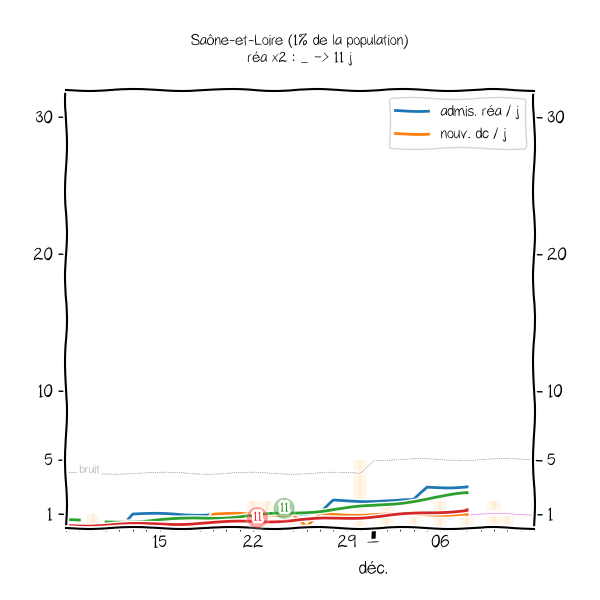 Saône-et-Loire (1% de la population)
réa x2 : _ -> 11 j
admis. réa / j
nouv. dc / j
30
30
20
20
10
10
5
5
bruit
11
11
1
1
15
22
29
06
déc.